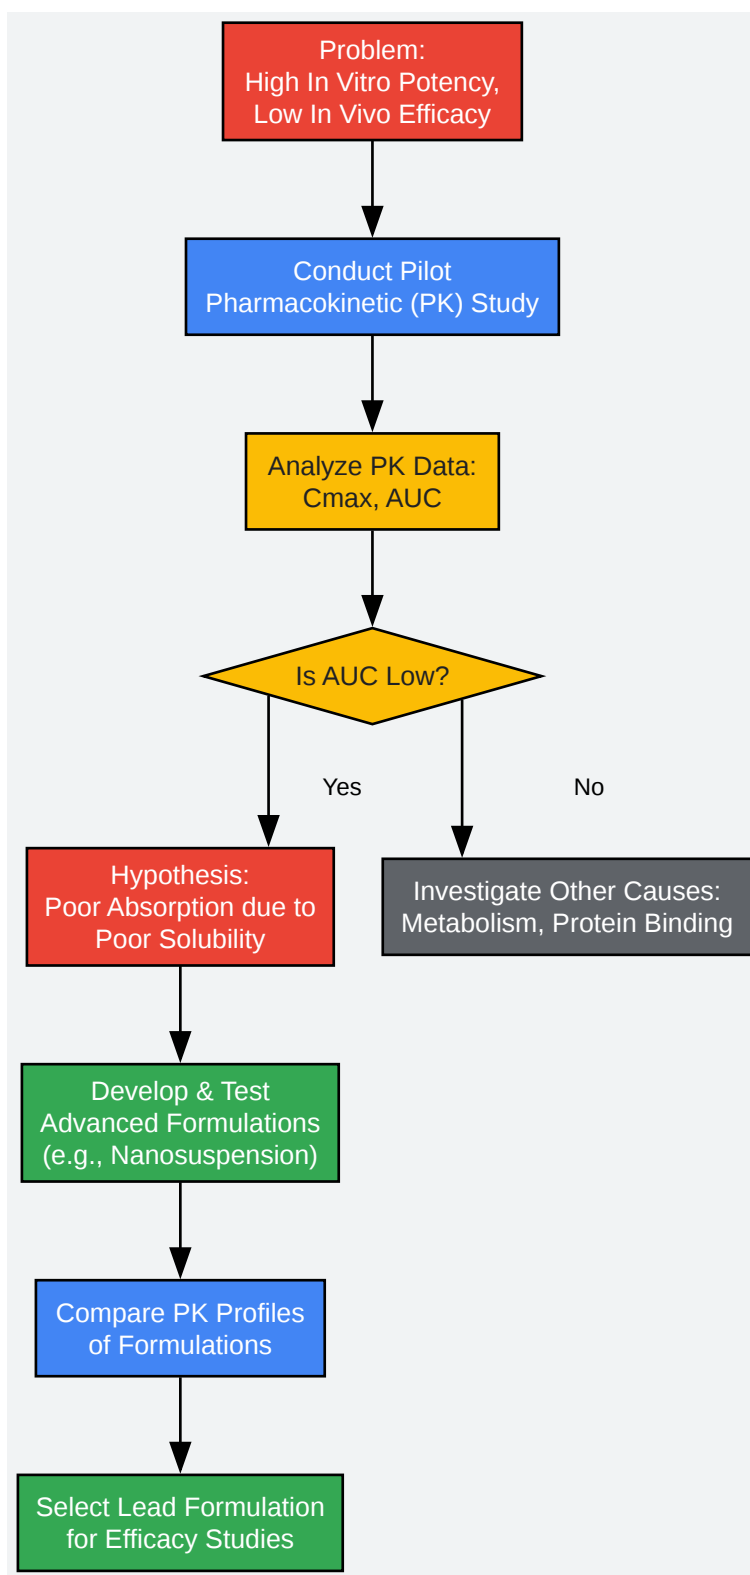 Problem:
High In Vitro Potency,
Low In Vivo Efficacy
Conduct Pilot
Pharmacokinetic (PK) Study
Analyze PK Data:
Cmax, AUC
Is AUC Low?
Yes
No
Hypothesis:
Poor Absorption due to
Poor Solubility
Investigate Other Causes:
Metabolism, Protein Binding
Develop & Test
Advanced Formulations
(e.g., Nanosuspension)
Compare PK Profiles
of Formulations
Select Lead Formulation
for Efficacy Studies